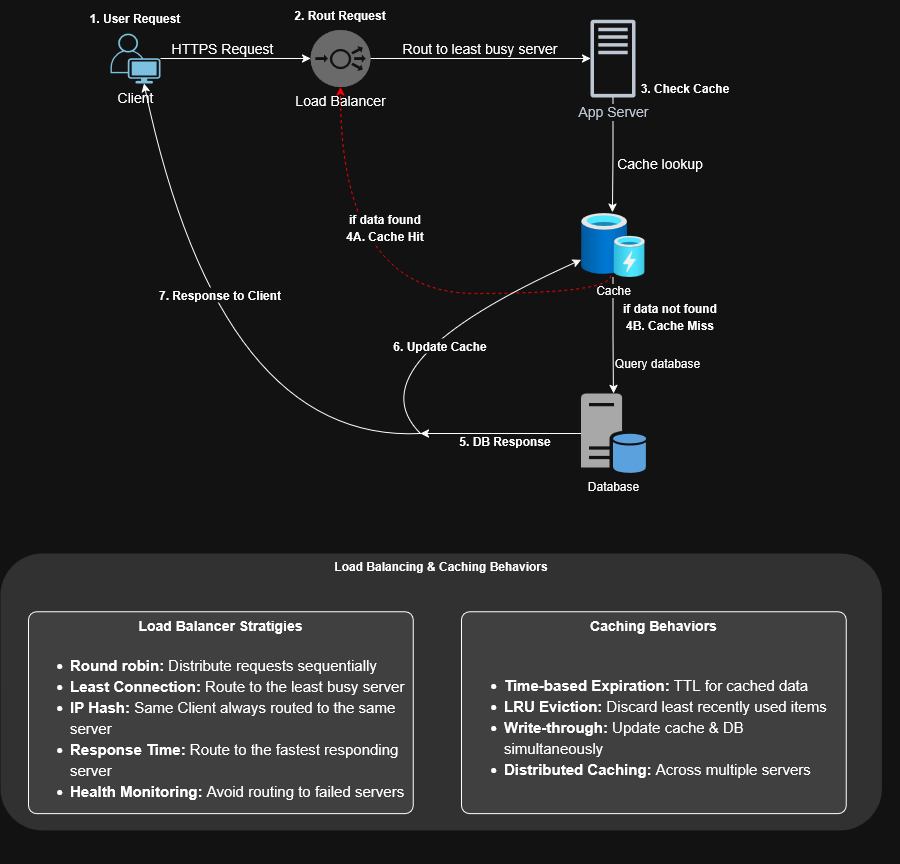 1. User Request
2. Rout Request
HTTPS Request
Rout to least busy server
3. Check Cache
Client
Load Balancer
App Server
Cache lookup
if data found
4A. Cache Hit
Cache
7. Response to Client
if data not found
4B. Cache Miss
6. Update Cache
Query database
5. DB Response
Database
Load Balancing & Caching Behaviors
Load Balancer Stratigies
• Round robin: Distribute requests sequentially
• Least Connection: Route to the least busy server
• IP Hash: Same Client always routed to the same
server
• Response Time: Route to the fastest responding
server
• Health Monitoring: Avoid routing to failed servers
Caching Behaviors
• Time-based Expiration: TTL for cached data
• LRU Eviction: Discard least recently used items
• Write-through: Update cache & DB
simultaneously
• Distributed Caching: Across multiple servers